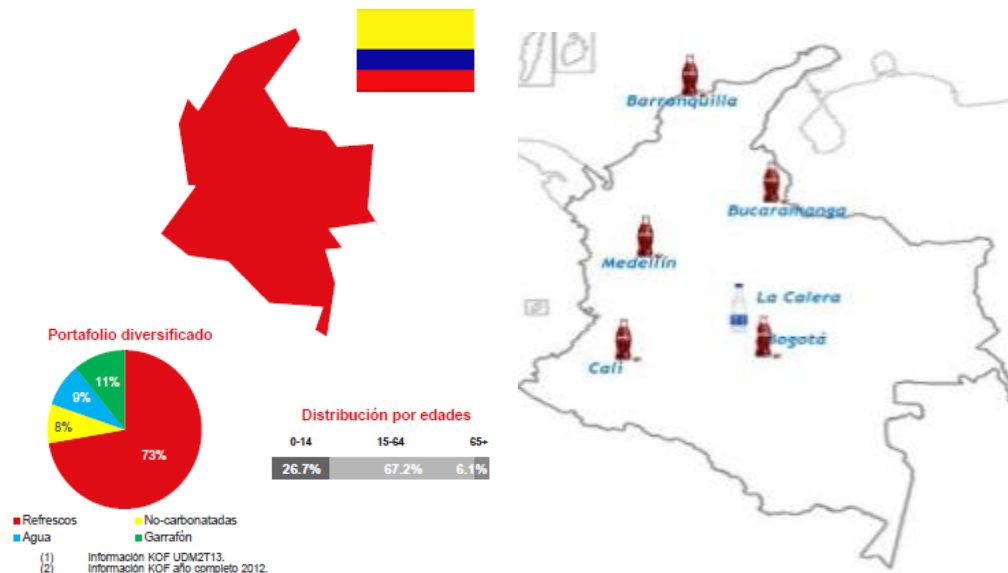 Portafolio diversificado
11%
9%
8%
73%
Refrescos
No-carbonatadas
Agua
Garrafón
(1) Información KOF UDM2T13.
(2) Información KOF año completo 2012.
Distribución por edades
0-14 15-64 65+
26.7% 67.2% 6.1%
Barranquilla
Bucaramanga
Medellín
La Calera
Bogotá
Cali